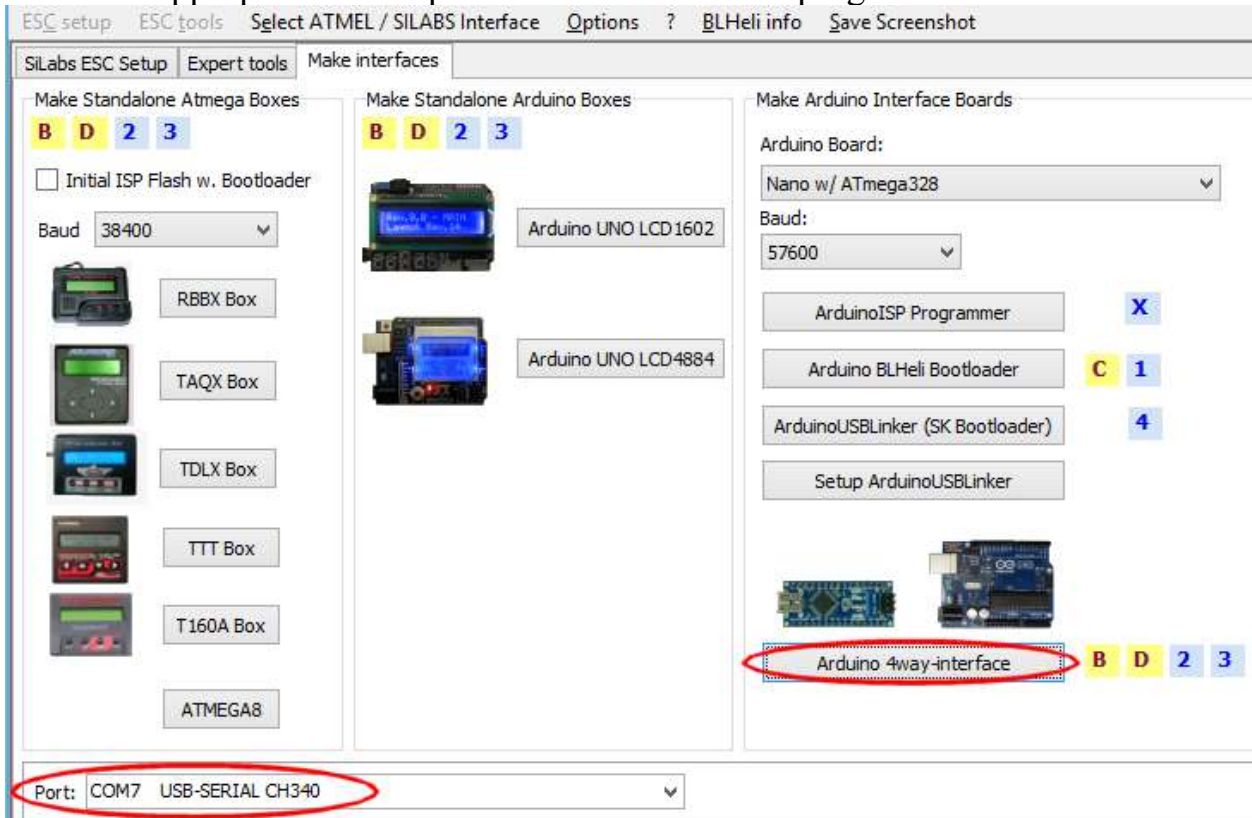 ESC setup ESC tools Select ATMEL / SILABS Interface Options ? BLHeli info Save Screenshot
SiLabs ESC Setup Expert tools Make interfaces
Make Standalone Atmega Boxes
B D 2 3
Initial ISP Flash w. Bootloader
Baud 38400
RBBX Box
TAQX Box
TDLX Box
TTT Box
T160A Box
ATMEGA8
Make Standalone Arduino Boxes
B D 2 3
Arduino UNO LCD1602
Arduino UNO LCD4884
Make Arduino Interface Boards
Arduino Board:
Nano w/ ATmega328
Baud:
57600
ArduinoISP Programmer X
Arduino BLHeli Bootloader C 1
ArduinoUSBLinker (SK Bootloader) 4
Setup ArduinoUSBLinker
Arduino 4way-interface B D 2 3
Port: COM7 USB-SERIAL CH340